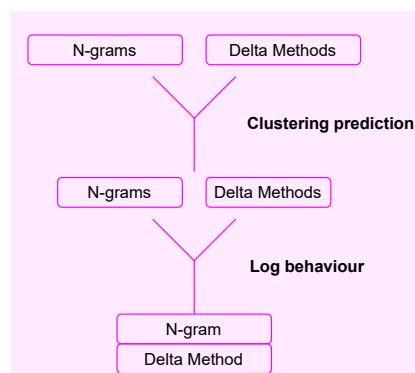 N-grams
Delta Methods
Clustering prediction
N-grams
Delta Methods
Log behaviour
N-gram
Delta Method